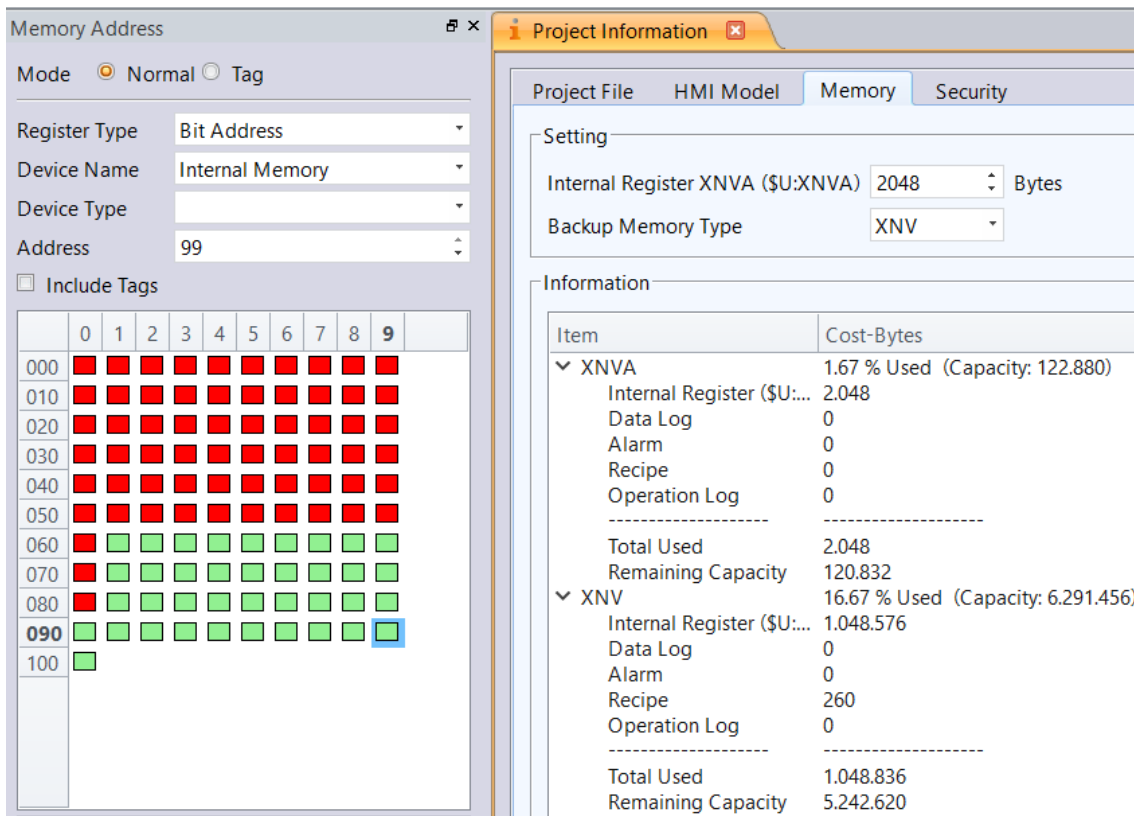 Memory Address
Mode Normal Tag
Register Type Bit Address
Device Name Internal Memory
Device Type
Address 99
Include Tags
0 1 2 3 4 5 6 7 8 9
000
010
020
030
040
050
060
070
080
090
100
Project Information
Project File HMI Model Memory Security
Setting
Internal Register XNVA ($U:XNVA) 2048 Bytes
Backup Memory Type XNV
Information
Item Cost-Bytes
XNVA 1.67 % Used (Capacity: 122.880)
Internal Register ($U:... 2.048
Data Log 0
Alarm 0
Recipe 0
Operation Log 0
-------------------- --------------------
Total Used 2.048
Remaining Capacity 120.832
XNV 16.67 % Used (Capacity: 6.291.456)
Internal Register ($U:... 1.048.576
Data Log 0
Alarm 0
Recipe 260
Operation Log 0
-------------------- --------------------
Total Used 1.048.836
Remaining Capacity 5.242.620